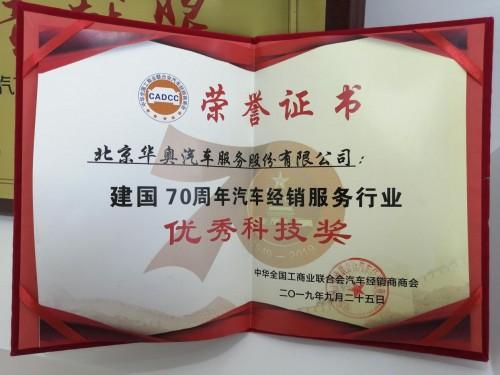 CADCC
荣誉证书
北京华奥汽车服务股份有限公司:
建国70周年汽车经销服务行业
优秀科技奖
1949-2019
中华全国工商业联合会汽车经销商商会
二〇一九年九月二十五日